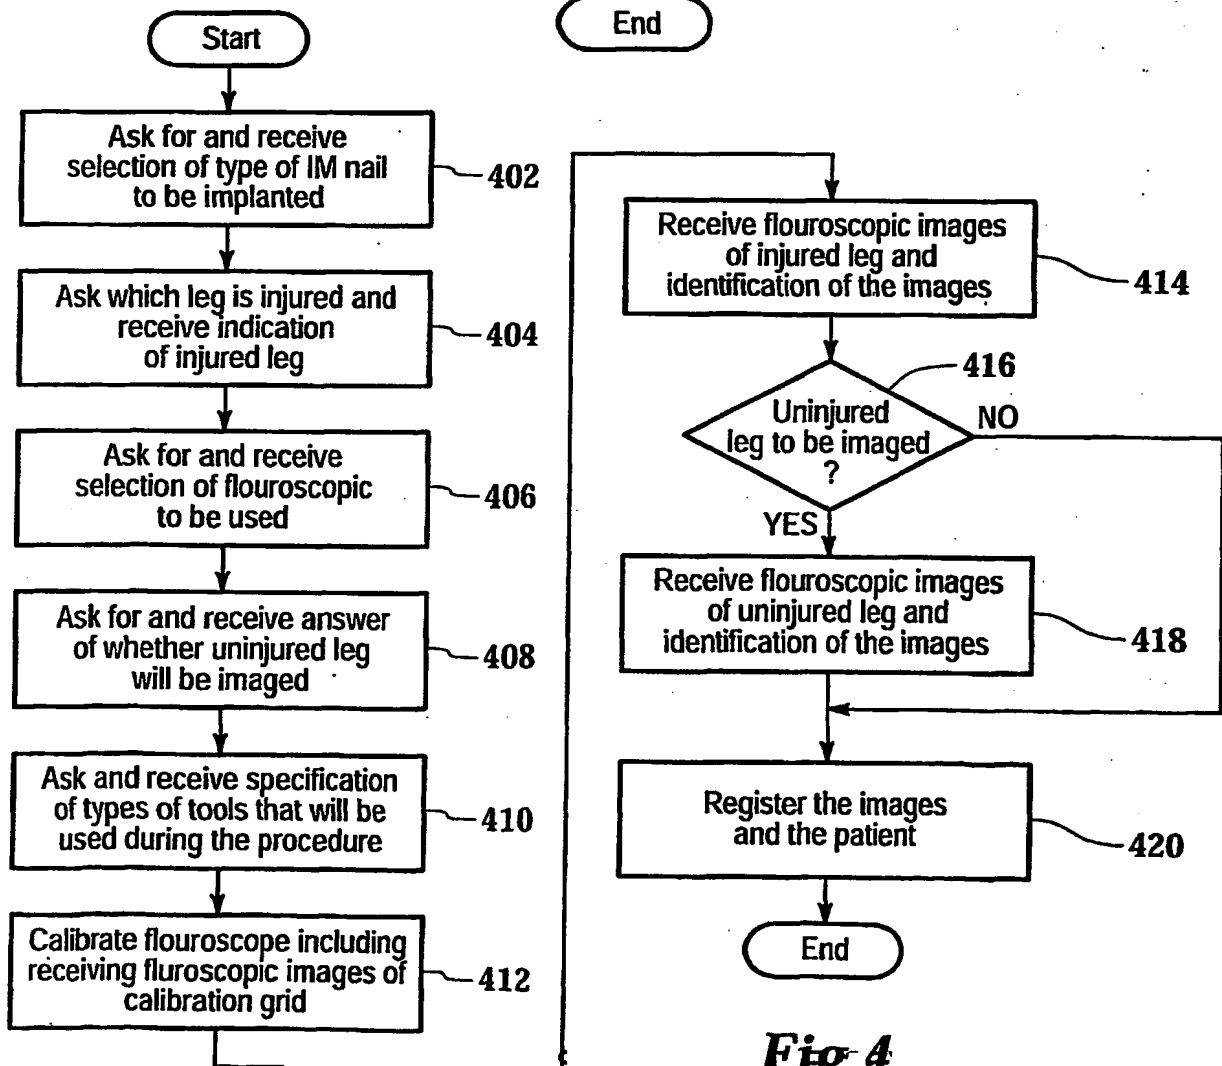 Start
Ask for and receive
selection of type of IM nail
to be implanted
402
Ask which leg is injured and
receive indication
of injured leg
404
Ask for and receive
selection of flouroscopic
to be used
406
Ask for and receive answer
of whether uninjured leg
will be imaged
408
Ask and receive specification
of types of tools that will be
used during the procedure
410
Calibrate flouroscope including
receiving fluroscopic images of
calibration grid
412
End
Receive flouroscopic images
of injured leg and
identification of the images
414
Uninjured
leg to be imaged
?
416
NO
YES
Receive flouroscopic images
of uninjured leg and
identification of the images
418
Register the images
and the patient
420
End
Fig 4